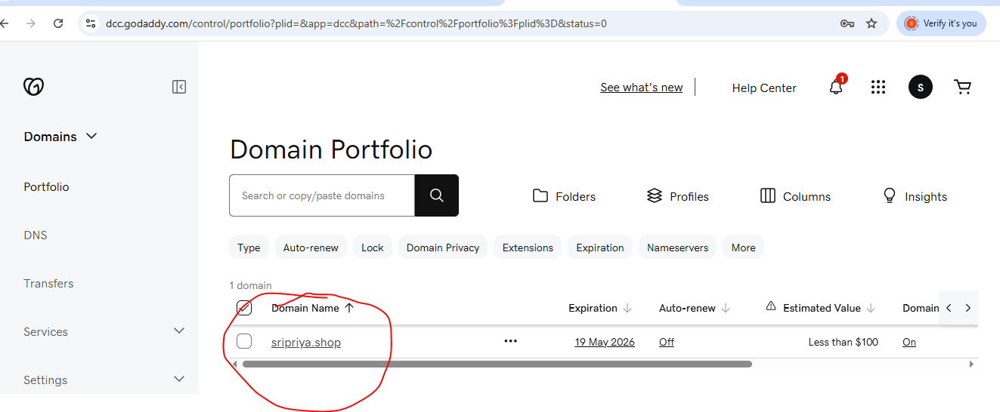 dcc.godaddy.com/control/portfolio?plid=&app=dcc&path=%2Fcontrol%2Fportfolio%3Fplid%3D&status=0
Verify it's you
See what's new
Help Center
1
S
Domains
Domain Portfolio
Portfolio
Search or copy/paste domains
Folders
Profiles
Columns
Insights
DNS
Type
Auto-renew
Lock
Domain Privacy
Extensions
Expiration
Nameservers
More
Transfers
1 domain
Domain Name
Expiration
Auto-renew
Estimated Value
Domain
Services
sripriya.shop
19 May 2026
Off
Less than $100
On
Settings